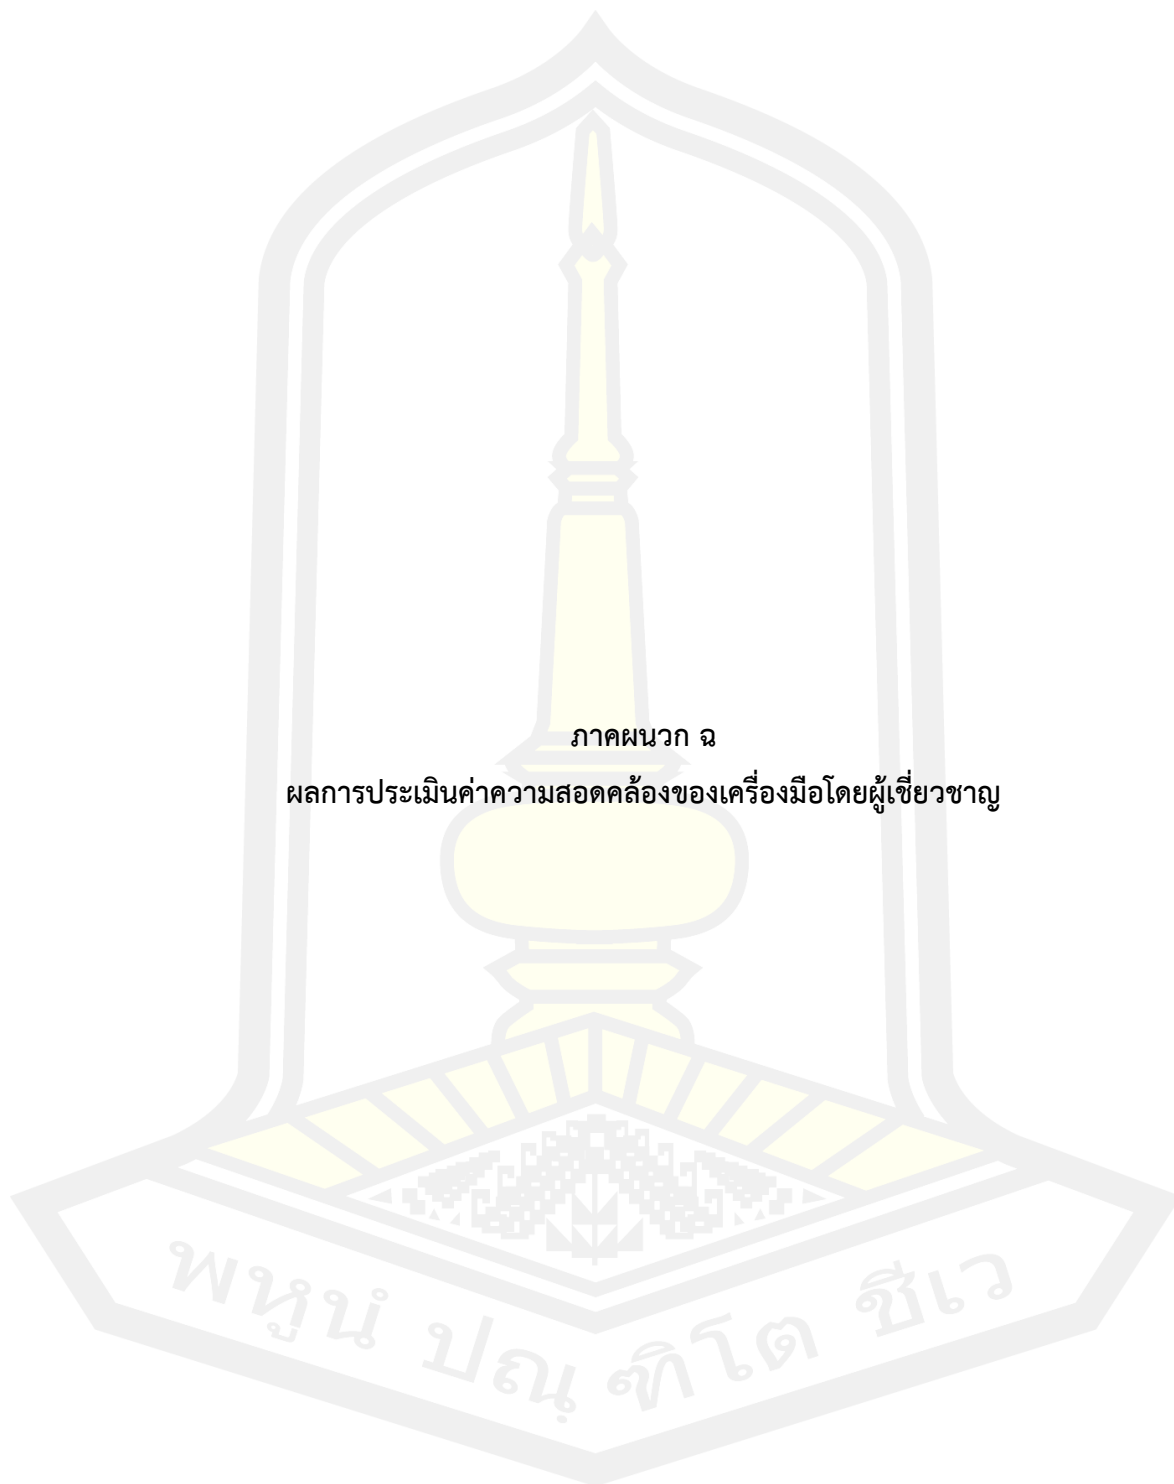 ภาคผนวก ฉ
ผลการประเมินค่าความสอดคล้องของเครื่องมือโดยผู้เชี่ยวชาญ
พหูนํ ปณฺฑิโต ชีเว